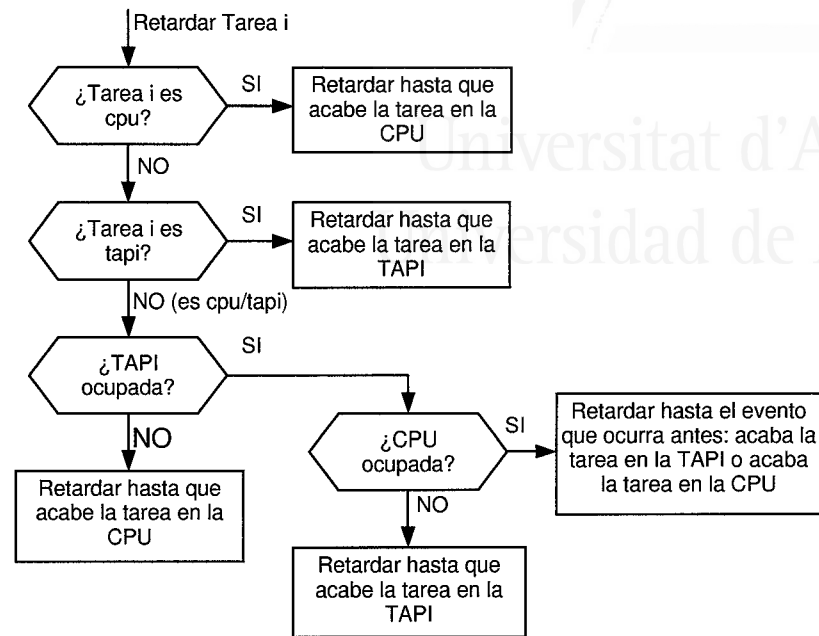 Retardar Tarea i
¿Tarea i es
cpu?
SI
Retardar hasta que
acabe la tarea en la
CPU
NO
¿Tarea i es
tapi?
SI
Retardar hasta que
acabe la tarea en la
TAPI
NO (es cpu/tapi)
¿TAPI
ocupada?
SI
NO
Retardar hasta que
acabe la tarea en la
CPU
¿CPU
ocupada?
SI
Retardar hasta el evento
que ocurra antes: acaba la
tarea en la TAPI o acaba
la tarea en la CPU
NO
Retardar hasta que
acabe la tarea en la
TAPI
Universitat d'A
Universidad de A